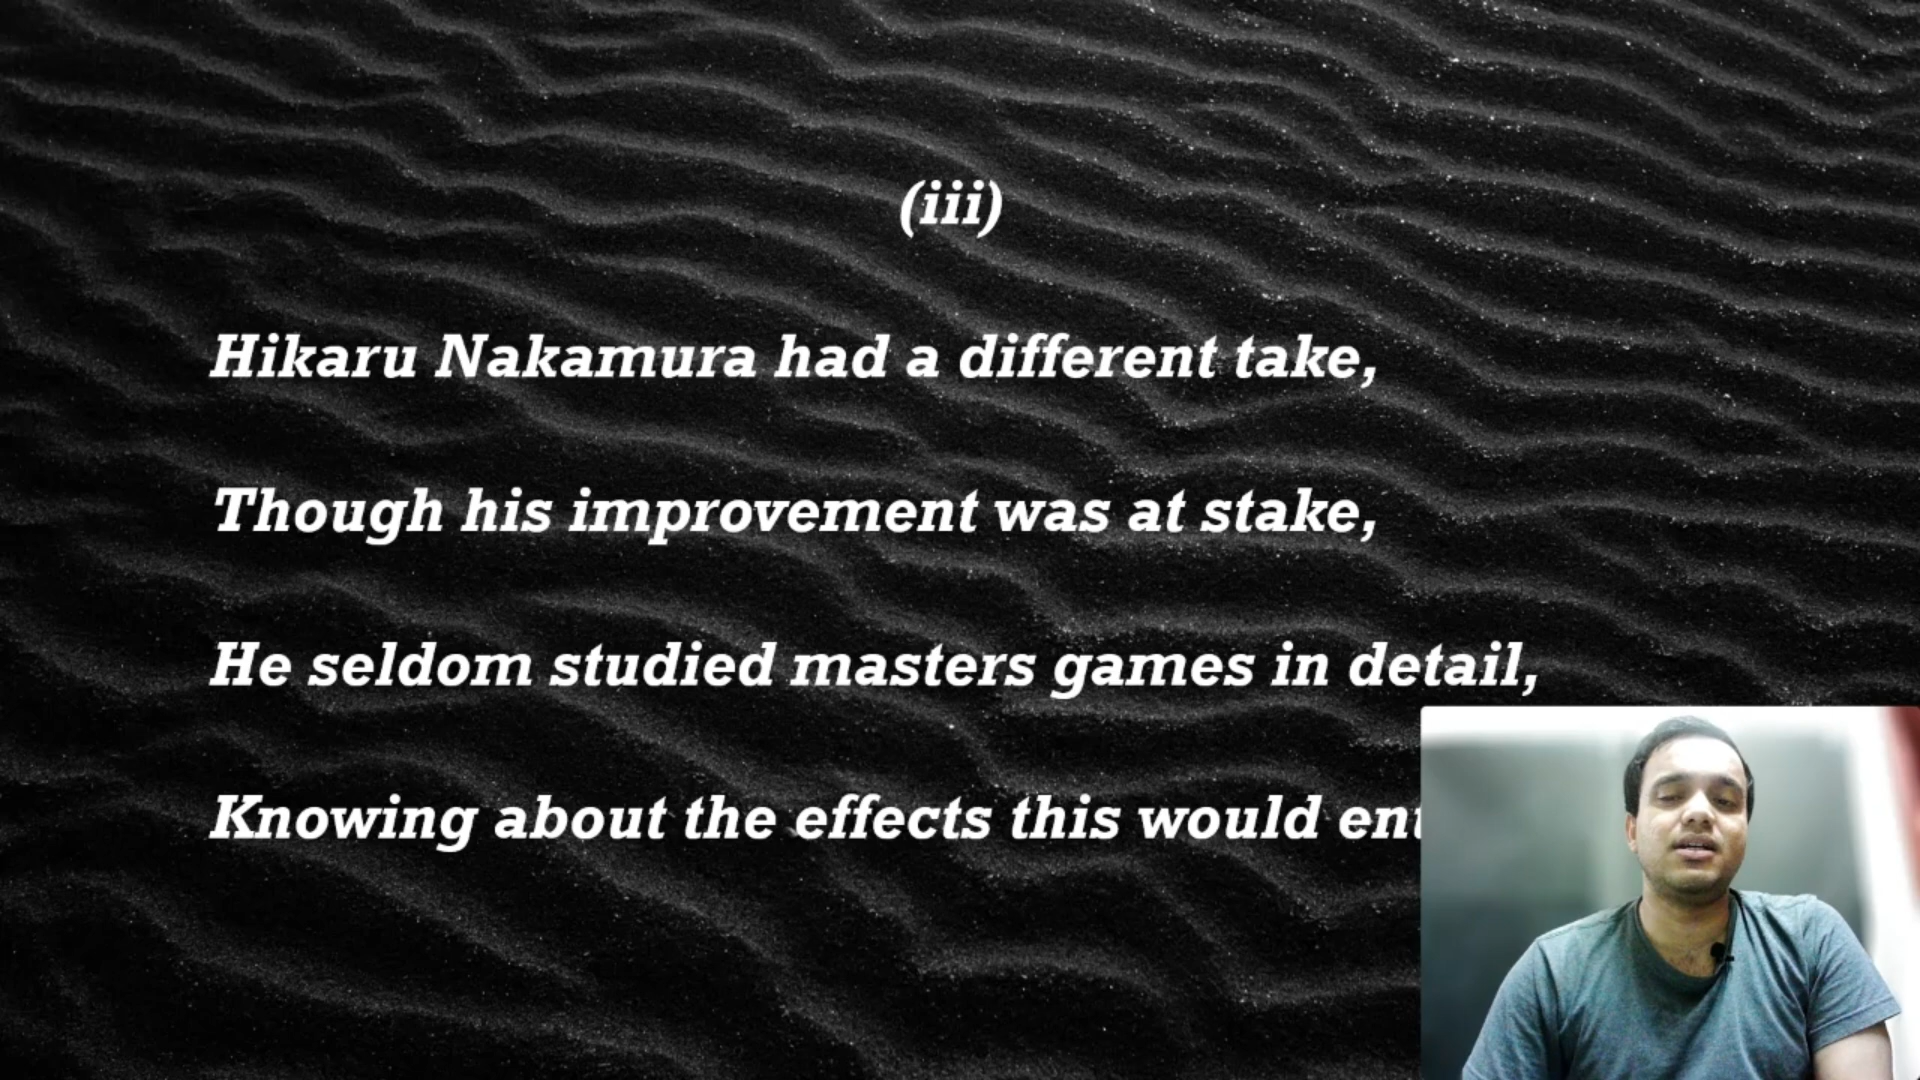 (iii)
Hikaru Nakamura had a different take,
Though his improvement was at stake,
He seldom studied masters games in detail,
Knowing about the effects this would